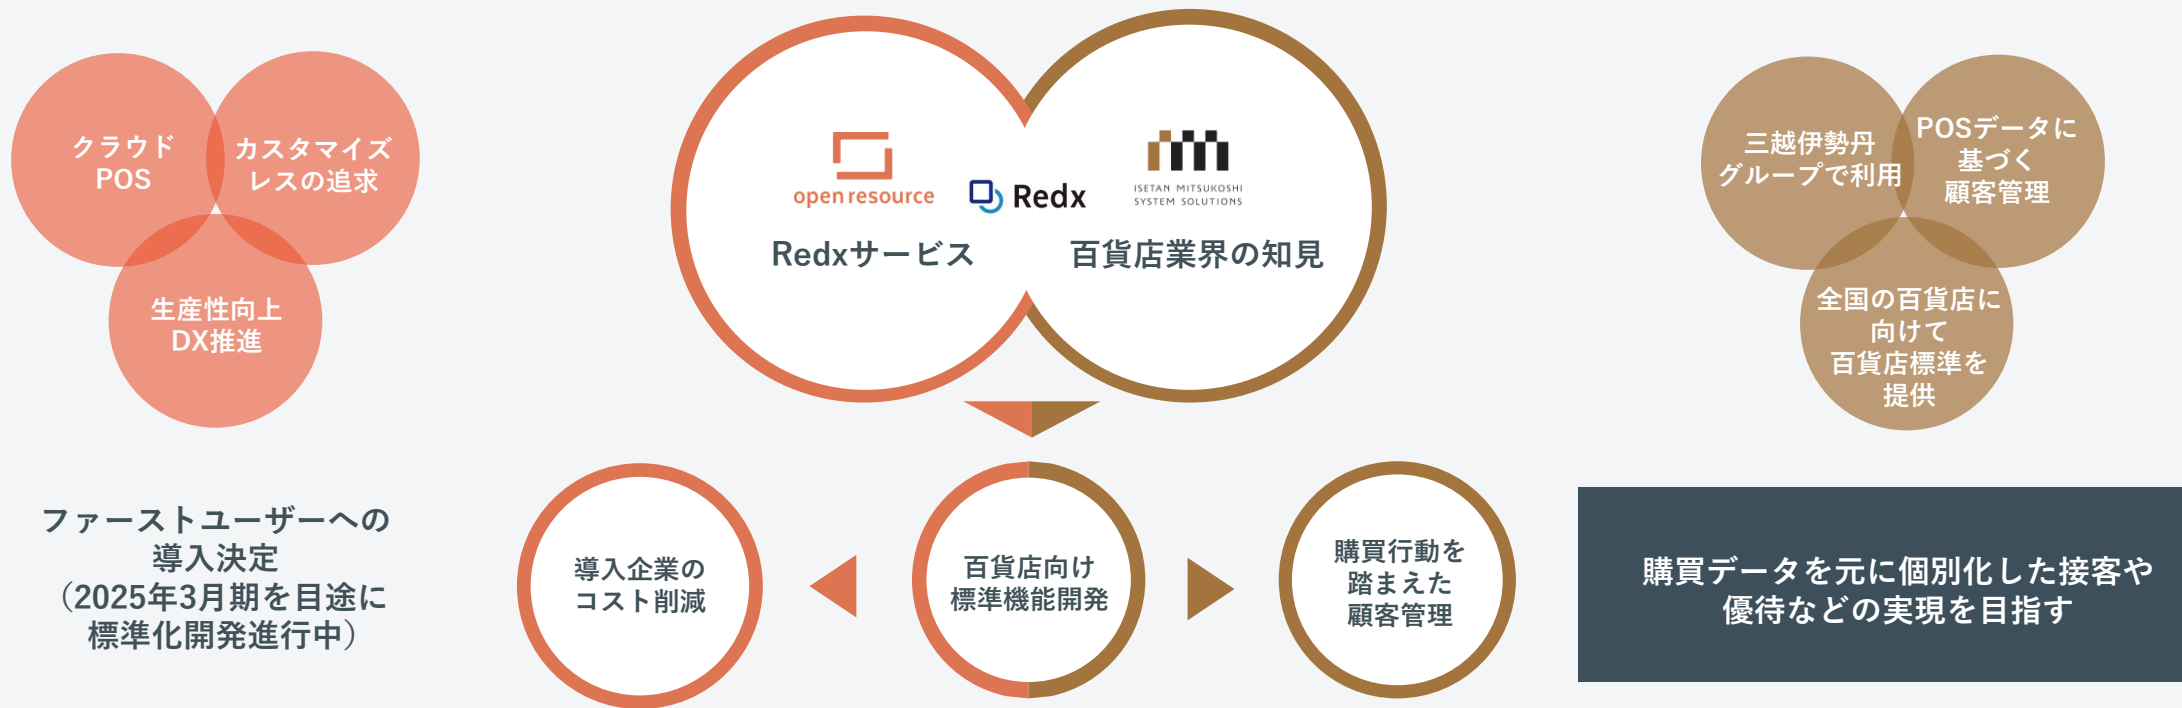 クラウド
POS
カスタマイズ
レスの追求
生産性向上
DX推進
open resource
Redx
ISETAN MITSUKOSHI
SYSTEM SOLUTIONS
Redxサービス
百貨店業界の知見
三越伊勢丹
グループで利用
POSデータに
基づく
顧客管理
全国の百貨店に
向けて
百貨店標準を
提供
ファーストユーザーへの
導入決定
（2025年3月期を目途に
標準化開発進行中）
導入企業の
コスト削減
百貨店向け
標準機能開発
購買行動を
踏まえた
顧客管理
購買データを元に個別化した接客や
優待などの実現を目指す